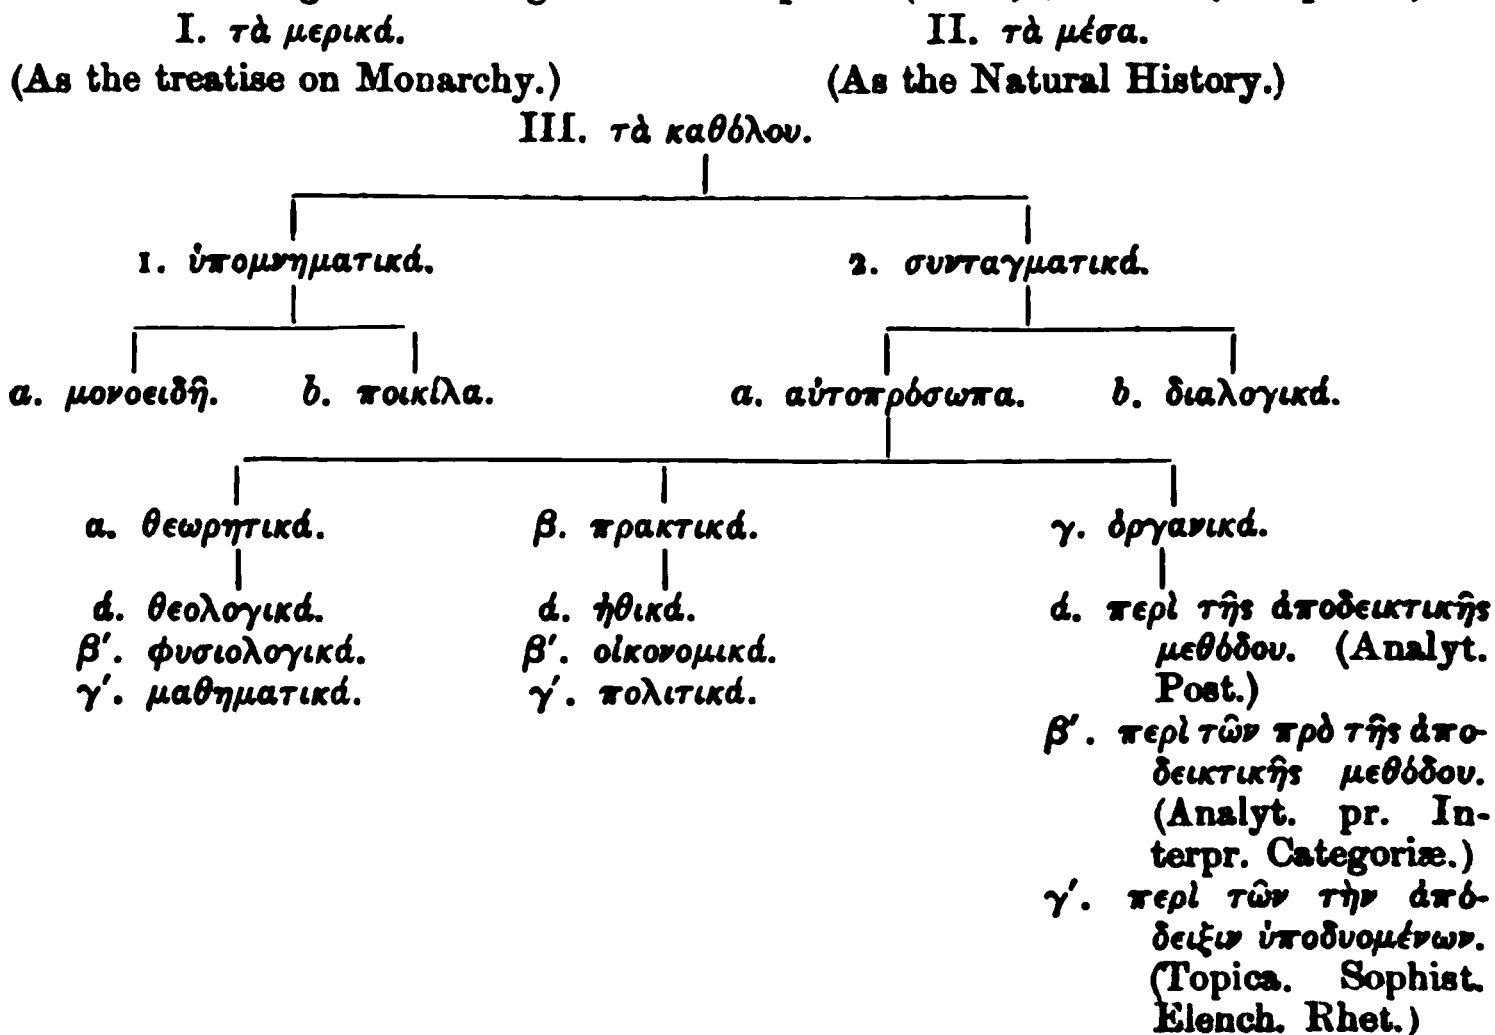 I. τὰ μερικά. II. τὰ μέσα.
(As the treatise on Monarchy.) (As the Natural History.)
III. τὰ καθόλου.
1. ὑπομνηματικά. 2. συνταγματικά.
a. μονοειδῆ. b. ποικίλα. a. αὐτοπρόσωπα. b. διαλογικά.
α. θεωρητικά. β. πρακτικά. γ. ὀργανικά.
ά. θεολογικά. ά. ἠθικά. ά. περὶ τῆς ἀποδεικτικῆς
β′. φυσιολογικά. β′. οἰκονομικά. μεθόδου. (Analyt.
γ′. μαθηματικά. γ′. πολιτικά. Post.)
β′. περὶ τῶν πρὸ τῆς ἀπο-
δεικτικῆς μεθόδου.
(Analyt. pr. In-
terpr. Categoriæ.)
γ′. περὶ τῶν τὴν ἀπό-
δειξιν ὑποδυομένων.
(Topica. Sophist.
Elench. Rhet.)